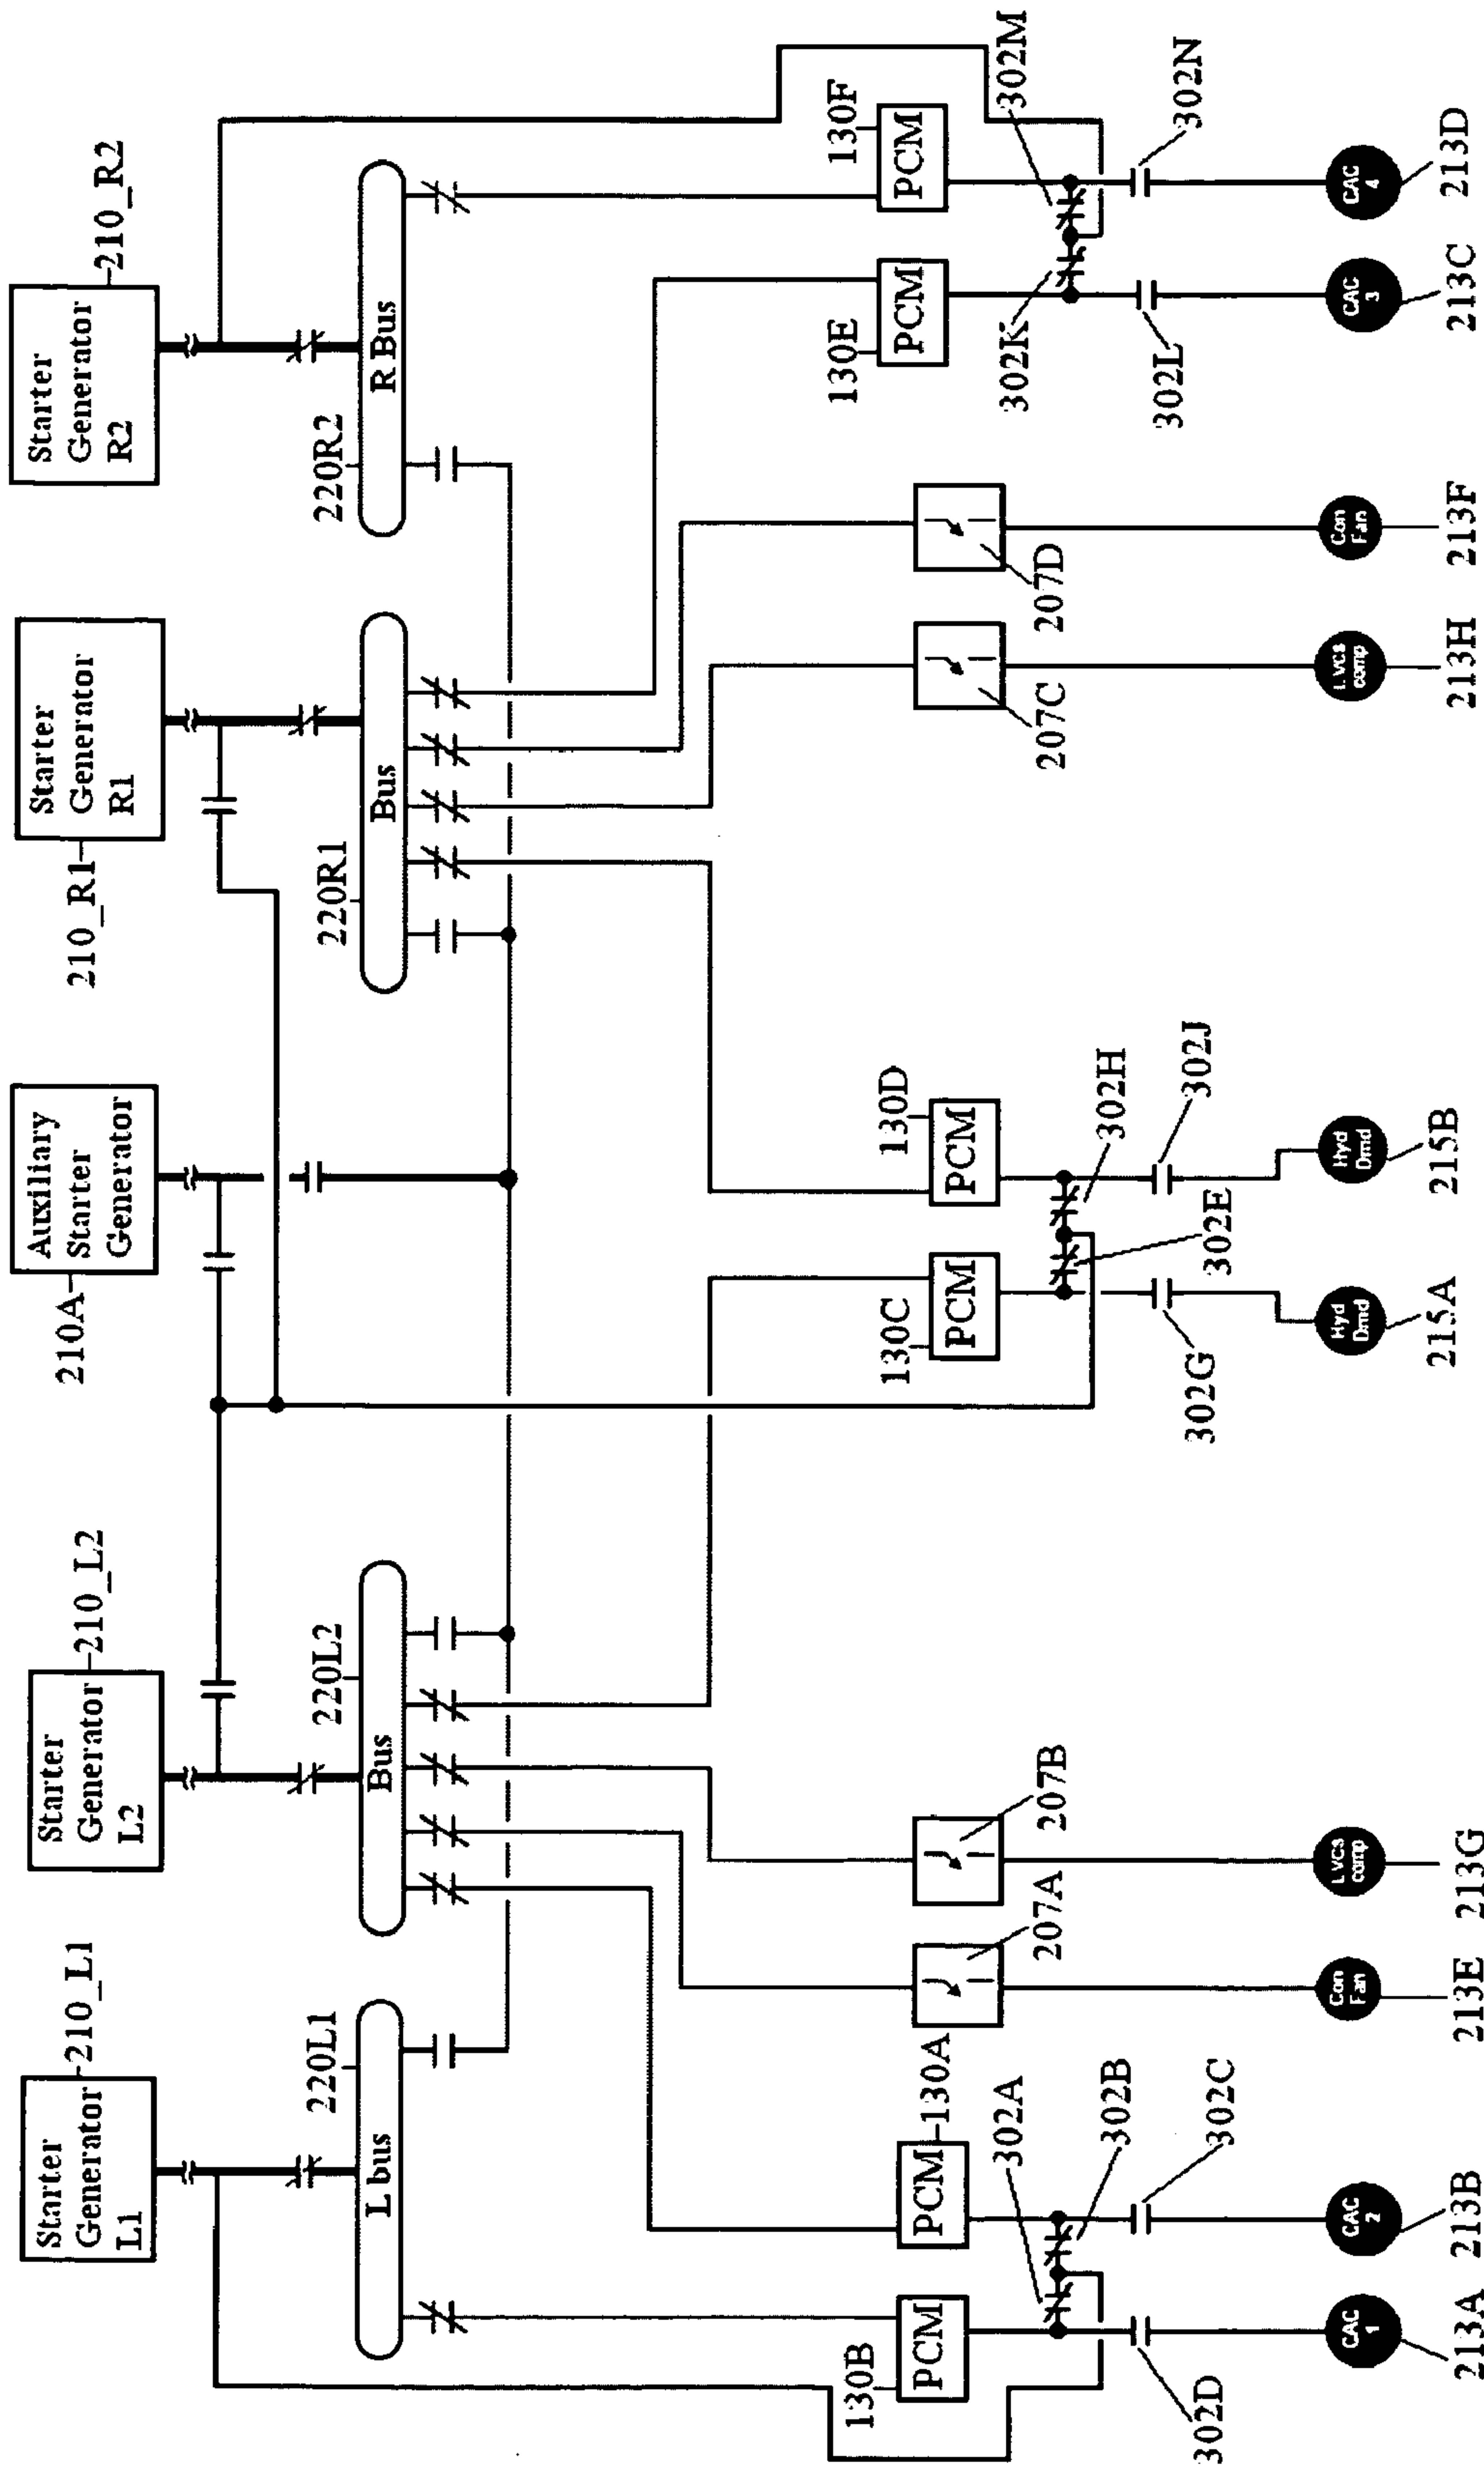 Starter
Generator
L1
210_L1
Starter
Generator
L2
210_L2
Auxiliary
Starter
Generator
210A
Starter
Generator
R1
210_R1
Starter
Generator
R2
210_R2
220L1
L bus
220L2
Bus
220R1
Bus
220R2
R Bus
130B
PCM
PCM
130A
207A
207B
130C
PCM
130D
PCM
207C
207D
130E
PCM
130F
PCM
302A
302B
302C
302D
302G
302E
302H
302J
302K
302L
302M
302N
CAC
1
CAC
2
Con
Fan
LVCS
comp
Hyd
Dmd
Hyd
Dmd
LVCS
comp
Con
Fan
CAC
3
CAC
4
213A
213B
213E
213G
215A
215B
213H
213F
213C
213D